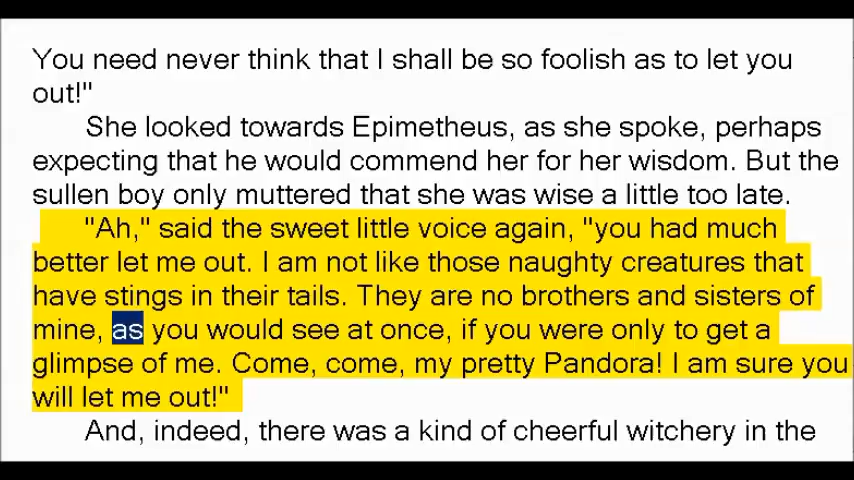 You need never think that I shall be so foolish as to let you
out!"
She looked towards Epimetheus, as she spoke, perhaps
expecting that he would commend her for her wisdom. But the
sullen boy only muttered that she was wise a little too late.
"Ah," said the sweet little voice again, "you had much
better let me out. I am not like those naughty creatures that
have stings in their tails. They are no brothers and sisters of
mine, as you would see at once, if you were only to get a
glimpse of me. Come, come, my pretty Pandora! I am sure you
will let me out!"
And, indeed, there was a kind of cheerful witchery in the